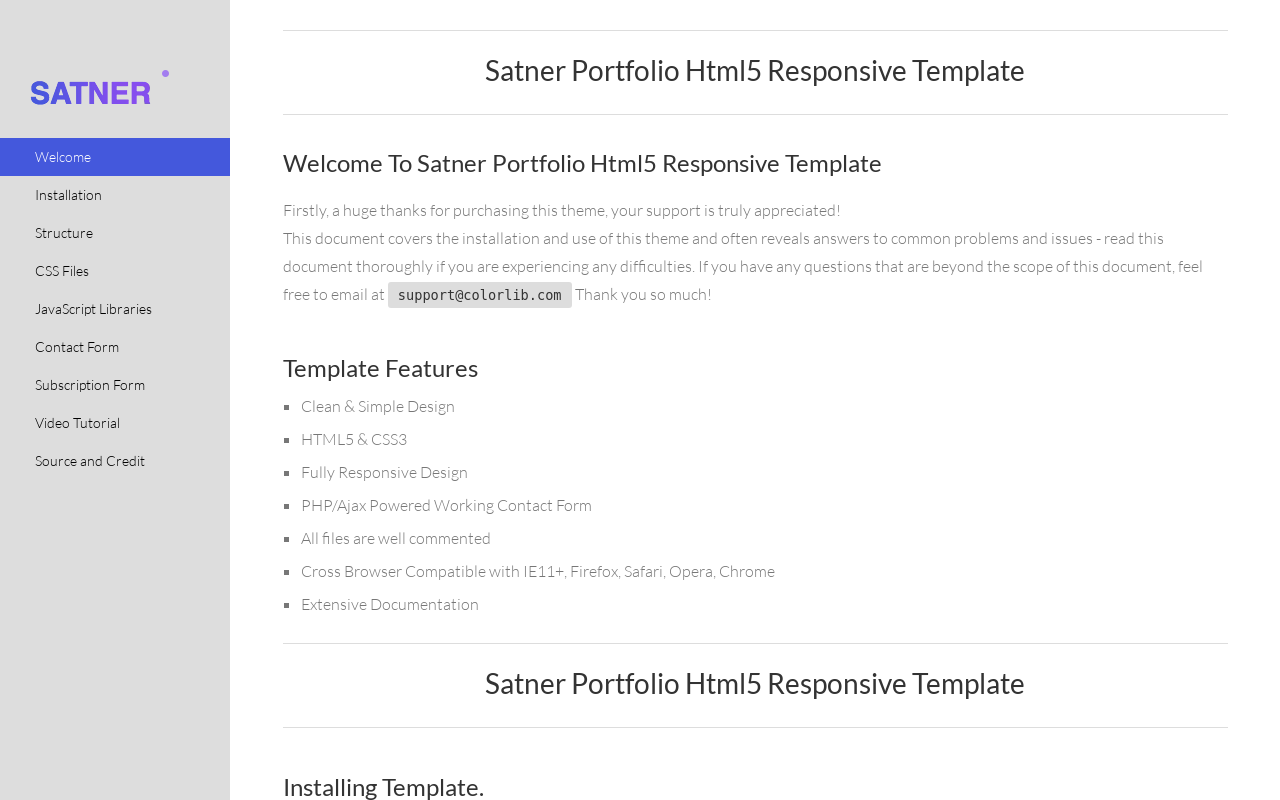 SATNER
Welcome
Installation
Structure
CSS Files
JavaScript Libraries
Contact Form
Subscription Form
Video Tutorial
Source and Credit
Satner Portfolio Html5 Responsive Template
Welcome To Satner Portfolio Html5 Responsive Template
Firstly, a huge thanks for purchasing this theme, your support is truly appreciated!
This document covers the installation and use of this theme and often reveals answers to common problems and issues - read this
document thoroughly if you are experiencing any difficulties. If you have any questions that are beyond the scope of this document, feel
free to email at support@colorlib.com Thank you so much!
Template Features
Clean & Simple Design
HTML5 & CSS3
Fully Responsive Design
PHP/Ajax Powered Working Contact Form
All files are well commented
Cross Browser Compatible with IE11+, Firefox, Safari, Opera, Chrome
Extensive Documentation
Satner Portfolio Html5 Responsive Template
Installing Template.